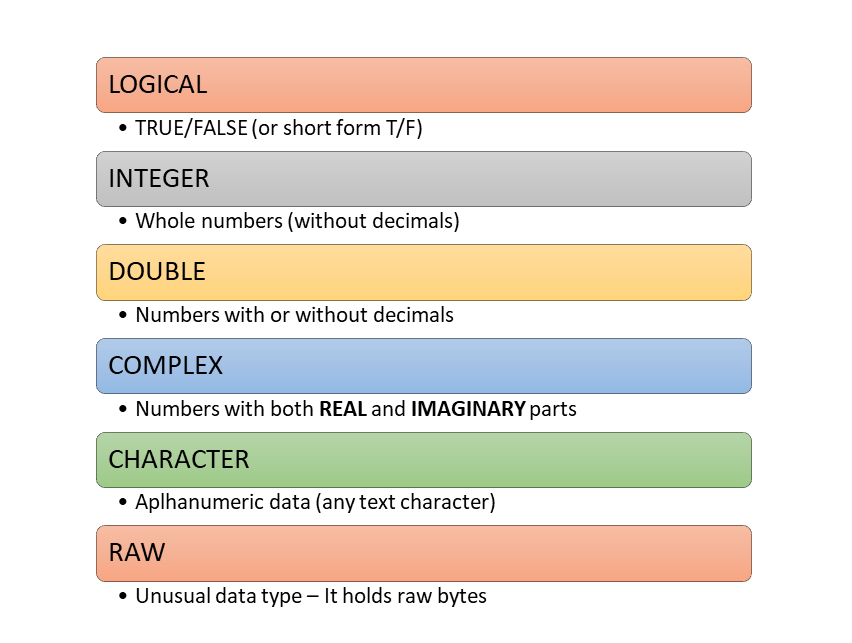 LOGICAL
• TRUE/FALSE (or short form T/F)
INTEGER
• Whole numbers (without decimals)
DOUBLE
• Numbers with or without decimals
COMPLEX
• Numbers with both REAL and IMAGINARY parts
CHARACTER
• Aplhanumeric data (any text character)
RAW
• Unusual data type – It holds raw bytes